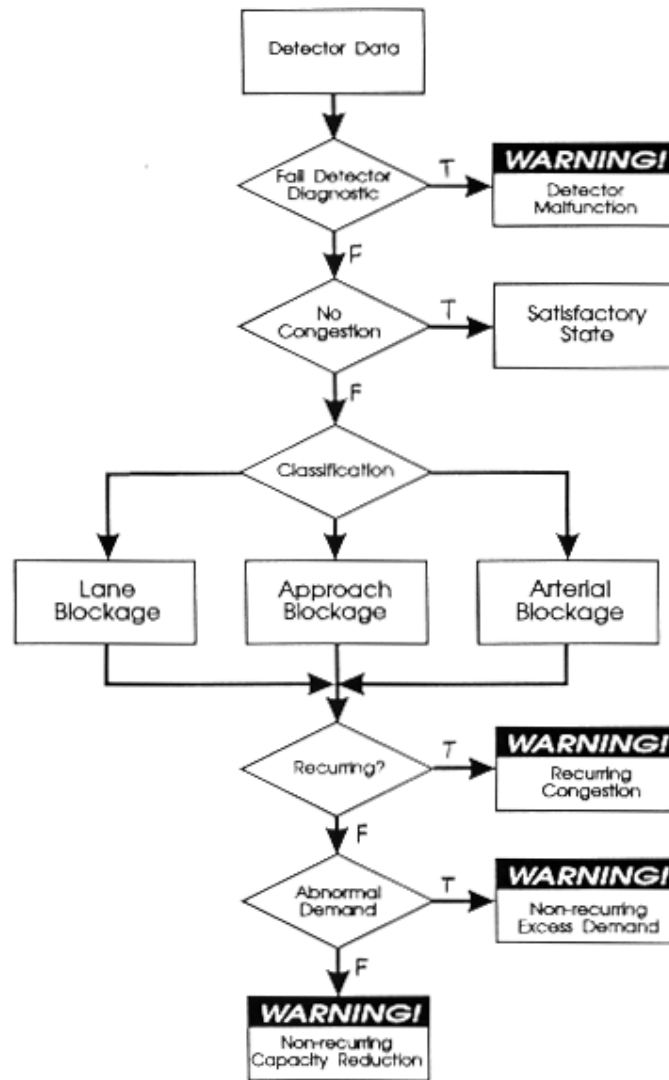 Detector Data
Fail Detector
Diagnostic
T
WARNING!
Detector
Malfunction
F
No
Congestion
T
Satisfactory
State
F
Classification
Lane
Blockage
Approach
Blockage
Arterial
Blockage
Recurring?
T
WARNING!
Recurring
Congestion
F
Abnormal
Demand
T
WARNING!
Non-recurring
Excess Demand
F
WARNING!
Non-recurring
Capacity Reduction